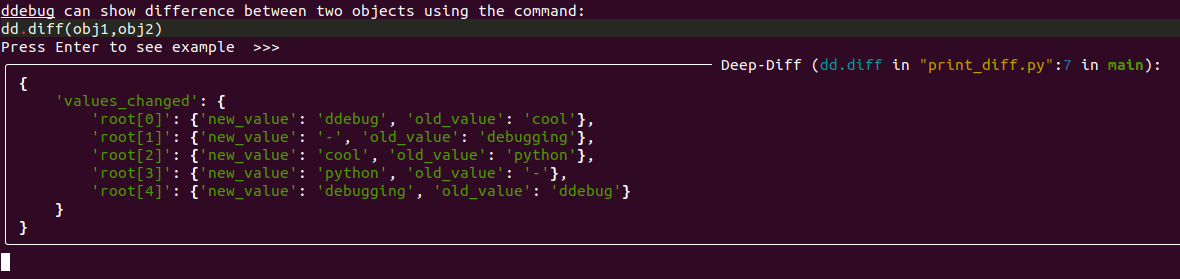 ddebug can show difference between two objects using the command:
dd.diff(obj1,obj2)
Press Enter to see example  >>>
Deep-Diff (dd.diff in "print_diff.py":7 in main):
{
    'values_changed': {
        'root[0]': {'new_value': 'ddebug', 'old_value': 'cool'},
        'root[1]': {'new_value': '-', 'old_value': 'debugging'},
        'root[2]': {'new_value': 'cool', 'old_value': 'python'},
        'root[3]': {'new_value': 'python', 'old_value': '-'},
        'root[4]': {'new_value': 'debugging', 'old_value': 'ddebug'}
    }
}